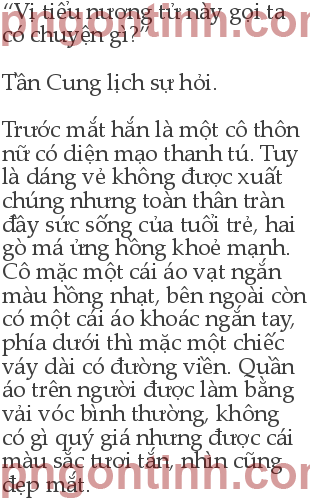 pngontinh.com
“Vị tiểu nương tử này gọi ta
có chuyện gì?”
Tần Cung lịch sự hỏi.
Trước mắt hắn là một cô thôn
nữ có diện mạo thanh tú. Tuy
là dáng vẻ không được xuất
chúng nhưng toàn thân tràn
đầy sức sống của tuổi trẻ, hai
gò má ửng hồng khoẻ mạnh.
Cô mặc một cái áo vạt ngắn
màu hồng nhạt, bên ngoài còn
có một cái áo khoác ngắn tay,
phía dưới thì mặc một chiếc
váy dài có đường viền. Quần
áo trên người được làm bằng
vải vóc bình thường, không
có gì quý giá nhưng được cái
màu sắc tươi tắn, nhìn cũng
đẹp mắt.
pngontinh.com